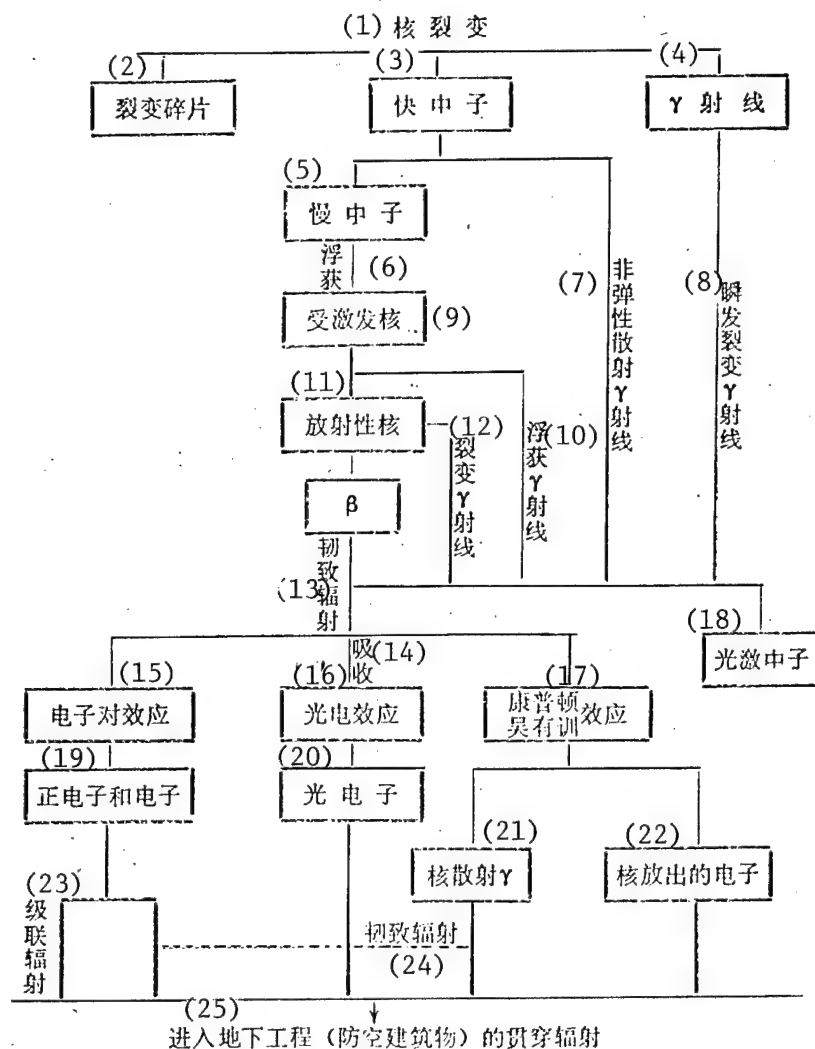 (1) 核裂变
(2)
裂变碎片
(3)
快中子
(4)
γ射线
(5)
慢中子
浮获
(6)
(7)
非弹性散射γ射线
(8)
瞬发裂变γ射线
受激发核
(9)
(10)
浮获γ射线
(11)
放射性核
(12)
裂变γ射线
β
(13)
轫致辐射
(14)
吸收
(15)
电子对效应
(16)
光电效应
(17)
康普顿
吴有训
效应
(18)
光激中子
(19)
正电子和电子
(20)
光电子
(21)
核散射γ
(22)
核放出的电子
(23)
级联辐射
轫致辐射
(24)
(25)
进入地下工程（防空建筑物）的贯穿辐射